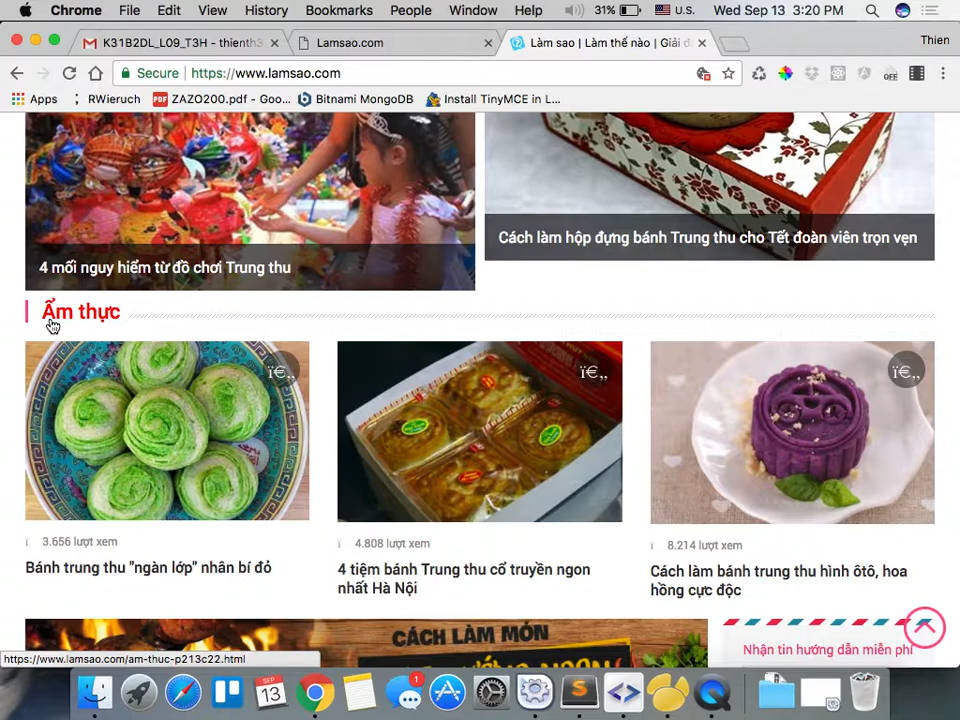 Chrome File Edit View History Bookmarks People Window Help 31% U.S. Wed Sep 13 3:20 PM
K31B2DL_L09_T3H - thienth3. Lamsao.com Làm sao | Làm thế nào | Giải đ Thien
Secure https://www.lamsao.com
Apps RWieruch ZAZO200.pdf - Goo... Bitnami MongoDB Install TinyMCE in L...
4 mối nguy hiểm từ đồ chơi Trung thu
Cách làm hộp đựng bánh Trung thu cho Tết đoàn viên trọn vẹn
Ẩm thực
ï€„ ï€„ ï€„
3.656 lượt xem
Bánh trung thu "ngàn lớp" nhân bí đỏ
4.808 lượt xem
4 tiệm bánh Trung thu cổ truyền ngon
nhất Hà Nội
8.214 lượt xem
Cách làm bánh trung thu hình ôtô, hoa
hồng cực độc
CÁCH LÀM MÓN
Nhận tin hướng dẫn miễn phí
https://www.lamsao.com/am-thuc-p213c22.html
SEP
13
1